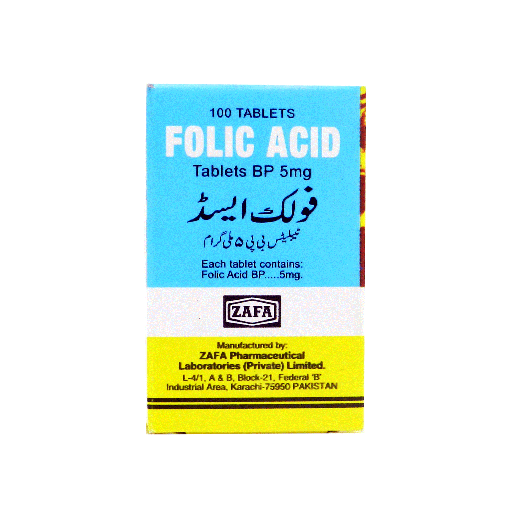 100 TABLETS
FOLIC ACID
Tablets BP 5mg
فولک ایسڈ
ٹیبلیٹس بی پی ۵ ملی گرام
Each tablet contains:
Folic Acid BP.....5mg.
ZAFA
Manufactured by:
ZAFA Pharmaceutical
Laboratories (Private) Limited.
L-4/1, A & B, Block-21, Federal 'B'
Industrial Area, Karachi-75950 PAKISTAN